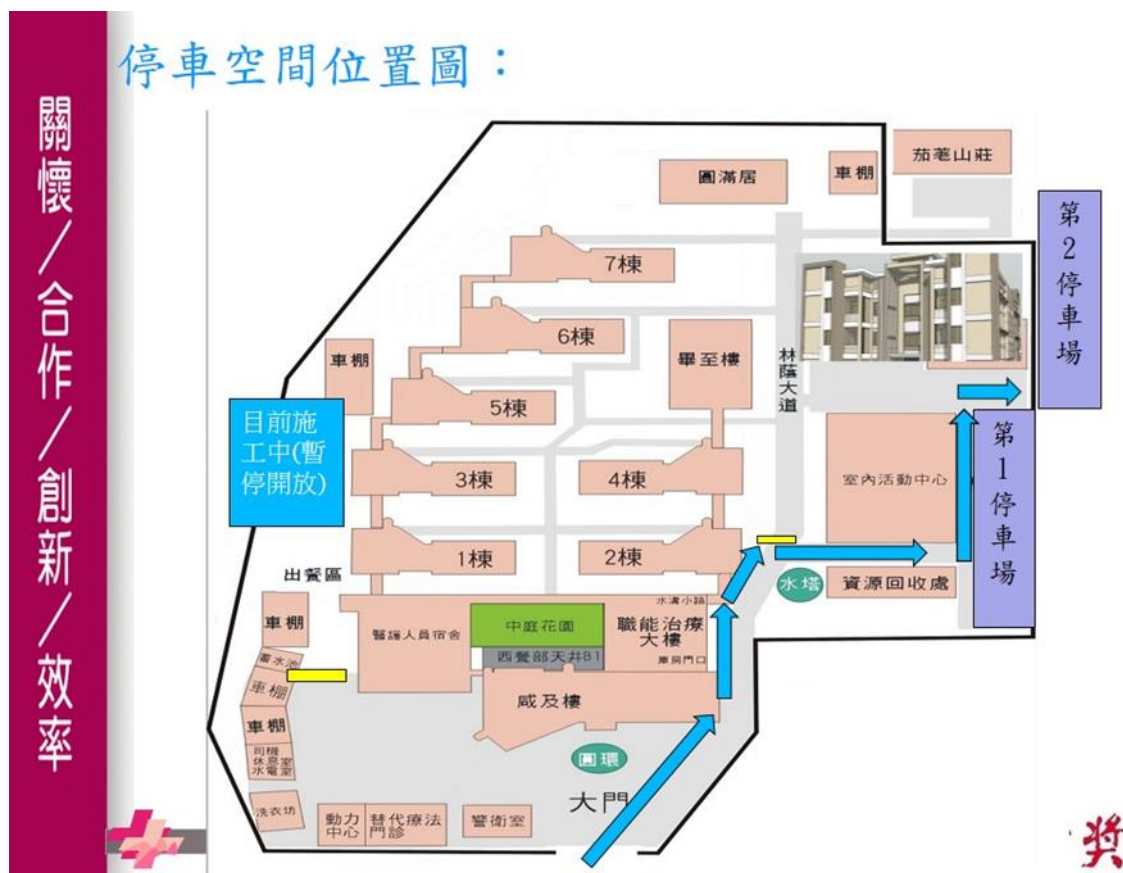 停車空間位置圖：
關懷／合作／創新／效率
茄荖山莊
圓滿居
車棚
第2停車場
7棟
6棟
車棚
畢至樓
林蔭大道
5棟
目前施
工中(暫
停開放)
第1停車場
3棟
4棟
室內活動中心
1棟
2棟
出餐區
水塔
資源回收處
水溝小路
車棚
醫護人員宿舍
中庭花園
職能治療
大樓
西餐部天井B1
庫房門口
蓄水池
車棚
咸及樓
車棚
司機
休息室
水電室
圓環
大門
洗衣坊
動力
中心
替代療法
門診
警衛室
獎